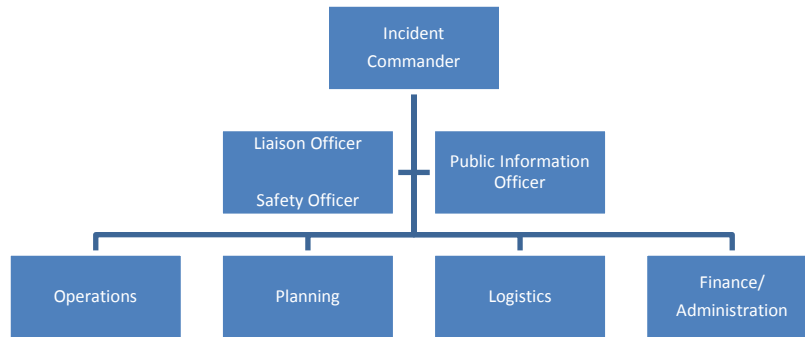 Incident
Commander
Liaison Officer
Safety Officer
Public Information
Officer
Operations
Planning
Logistics
Finance/
Administration